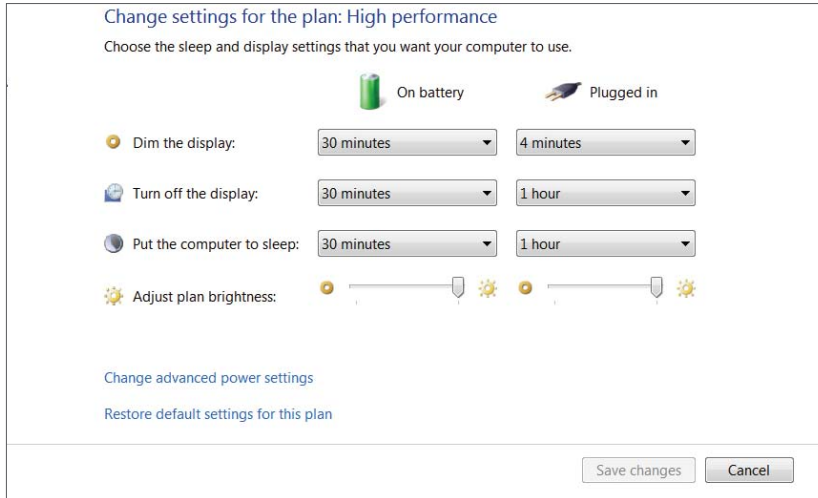 Change settings for the plan: High performance
Choose the sleep and display settings that you want your computer to use.
On battery Plugged in
Dim the display: 30 minutes 4 minutes
Turn off the display: 30 minutes 1 hour
Put the computer to sleep: 30 minutes 1 hour
Adjust plan brightness:
Change advanced power settings
Restore default settings for this plan
Save changes Cancel